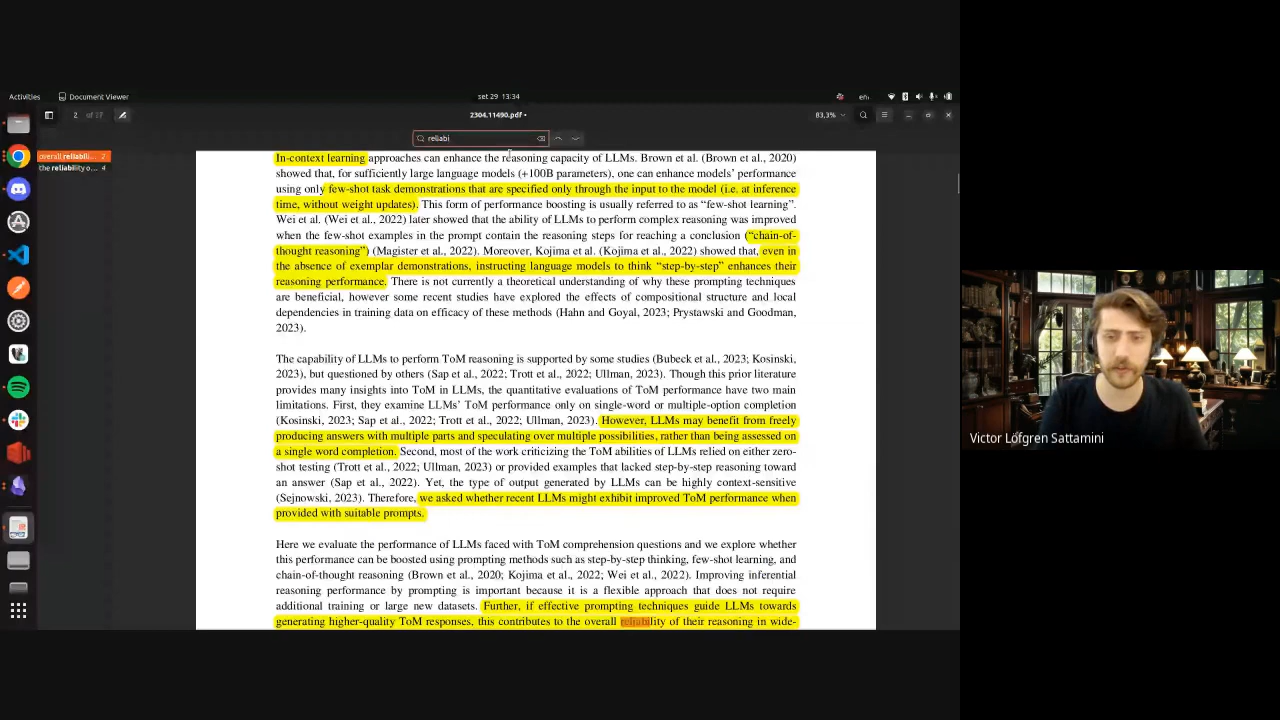 Activities
Document Viewer
set 29 13:34
en
2 of 17
2304.11490.pdf •
83,3%
reliabi
overall reliabili... 2
the reliability o... 4
In-context learning approaches can enhance the reasoning capacity of LLMs. Brown et al. (Brown et al., 2020)
showed that, for sufficiently large language models (+100B parameters), one can enhance models’ performance
using only few-shot task demonstrations that are specified only through the input to the model (i.e. at inference
time, without weight updates). This form of performance boosting is usually referred to as “few-shot learning”.
Wei et al. (Wei et al., 2022) later showed that the ability of LLMs to perform complex reasoning was improved
when the few-shot examples in the prompt contain the reasoning steps for reaching a conclusion (“chain-of-
thought reasoning”) (Magister et al., 2022). Moreover, Kojima et al. (Kojima et al., 2022) showed that, even in
the absence of exemplar demonstrations, instructing language models to think “step-by-step” enhances their
reasoning performance. There is not currently a theoretical understanding of why these prompting techniques
are beneficial, however some recent studies have explored the effects of compositional structure and local
dependencies in training data on efficacy of these methods (Hahn and Goyal, 2023; Prystawski and Goodman,
2023).
The capability of LLMs to perform ToM reasoning is supported by some studies (Bubeck et al., 2023; Kosinski,
2023), but questioned by others (Sap et al., 2022; Trott et al., 2022; Ullman, 2023). Though this prior literature
provides many insights into ToM in LLMs, the quantitative evaluations of ToM performance have two main
limitations. First, they examine LLMs’ ToM performance only on single-word or multiple-option completion
(Kosinski, 2023; Sap et al., 2022; Trott et al., 2022; Ullman, 2023). However, LLMs may benefit from freely
producing answers with multiple parts and speculating over multiple possibilities, rather than being assessed on
a single word completion. Second, most of the work criticizing the ToM abilities of LLMs relied on either zero-
shot testing (Trott et al., 2022; Ullman, 2023) or provided examples that lacked step-by-step reasoning toward
an answer (Sap et al., 2022). Yet, the type of output generated by LLMs can be highly context-sensitive
(Sejnowski, 2023). Therefore, we asked whether recent LLMs might exhibit improved ToM performance when
provided with suitable prompts.
Here we evaluate the performance of LLMs faced with ToM comprehension questions and we explore whether
this performance can be boosted using prompting methods such as step-by-step thinking, few-shot learning, and
chain-of-thought reasoning (Brown et al., 2020; Kojima et al., 2022; Wei et al., 2022). Improving inferential
reasoning performance by prompting is important because it is a flexible approach that does not require
additional training or large new datasets. Further, if effective prompting techniques guide LLMs towards
generating higher-quality ToM responses, this contributes to the overall reliability of their reasoning in wide-
Victor Löfgren Sattamini